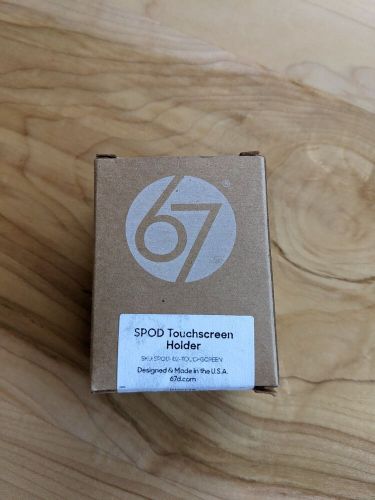 67®
SPOD Touchscreen
Holder
Designed & Made in the U.S.A.
67d.com